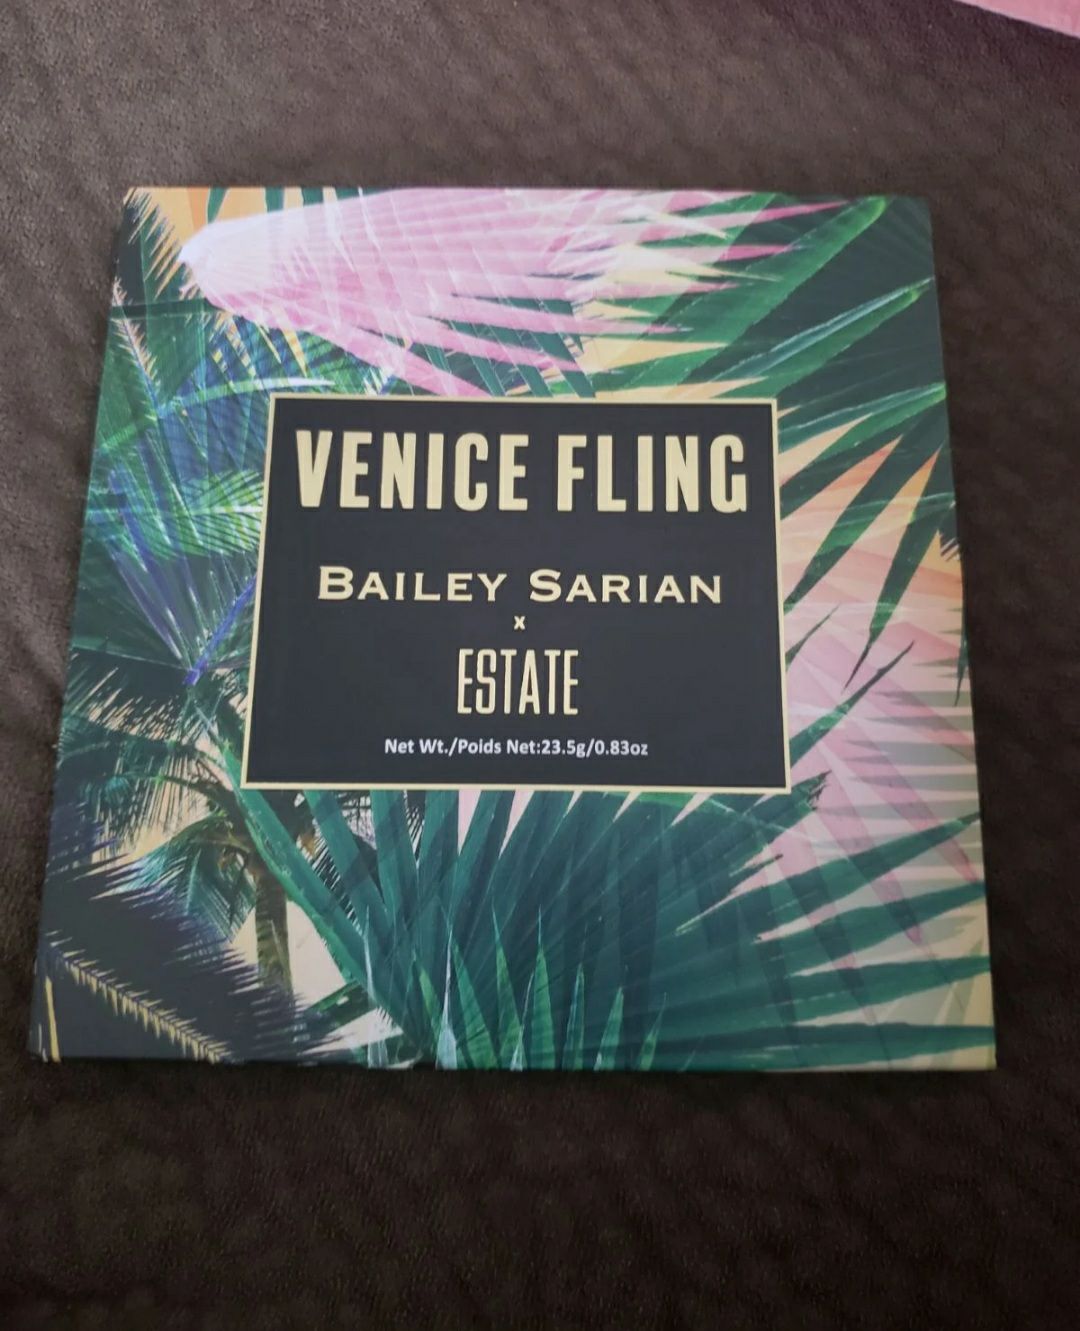 VENICE FLING
BAILEY SARIAN
x
ESTATE
Net Wt./Poids Net:23.5g/0.83oz